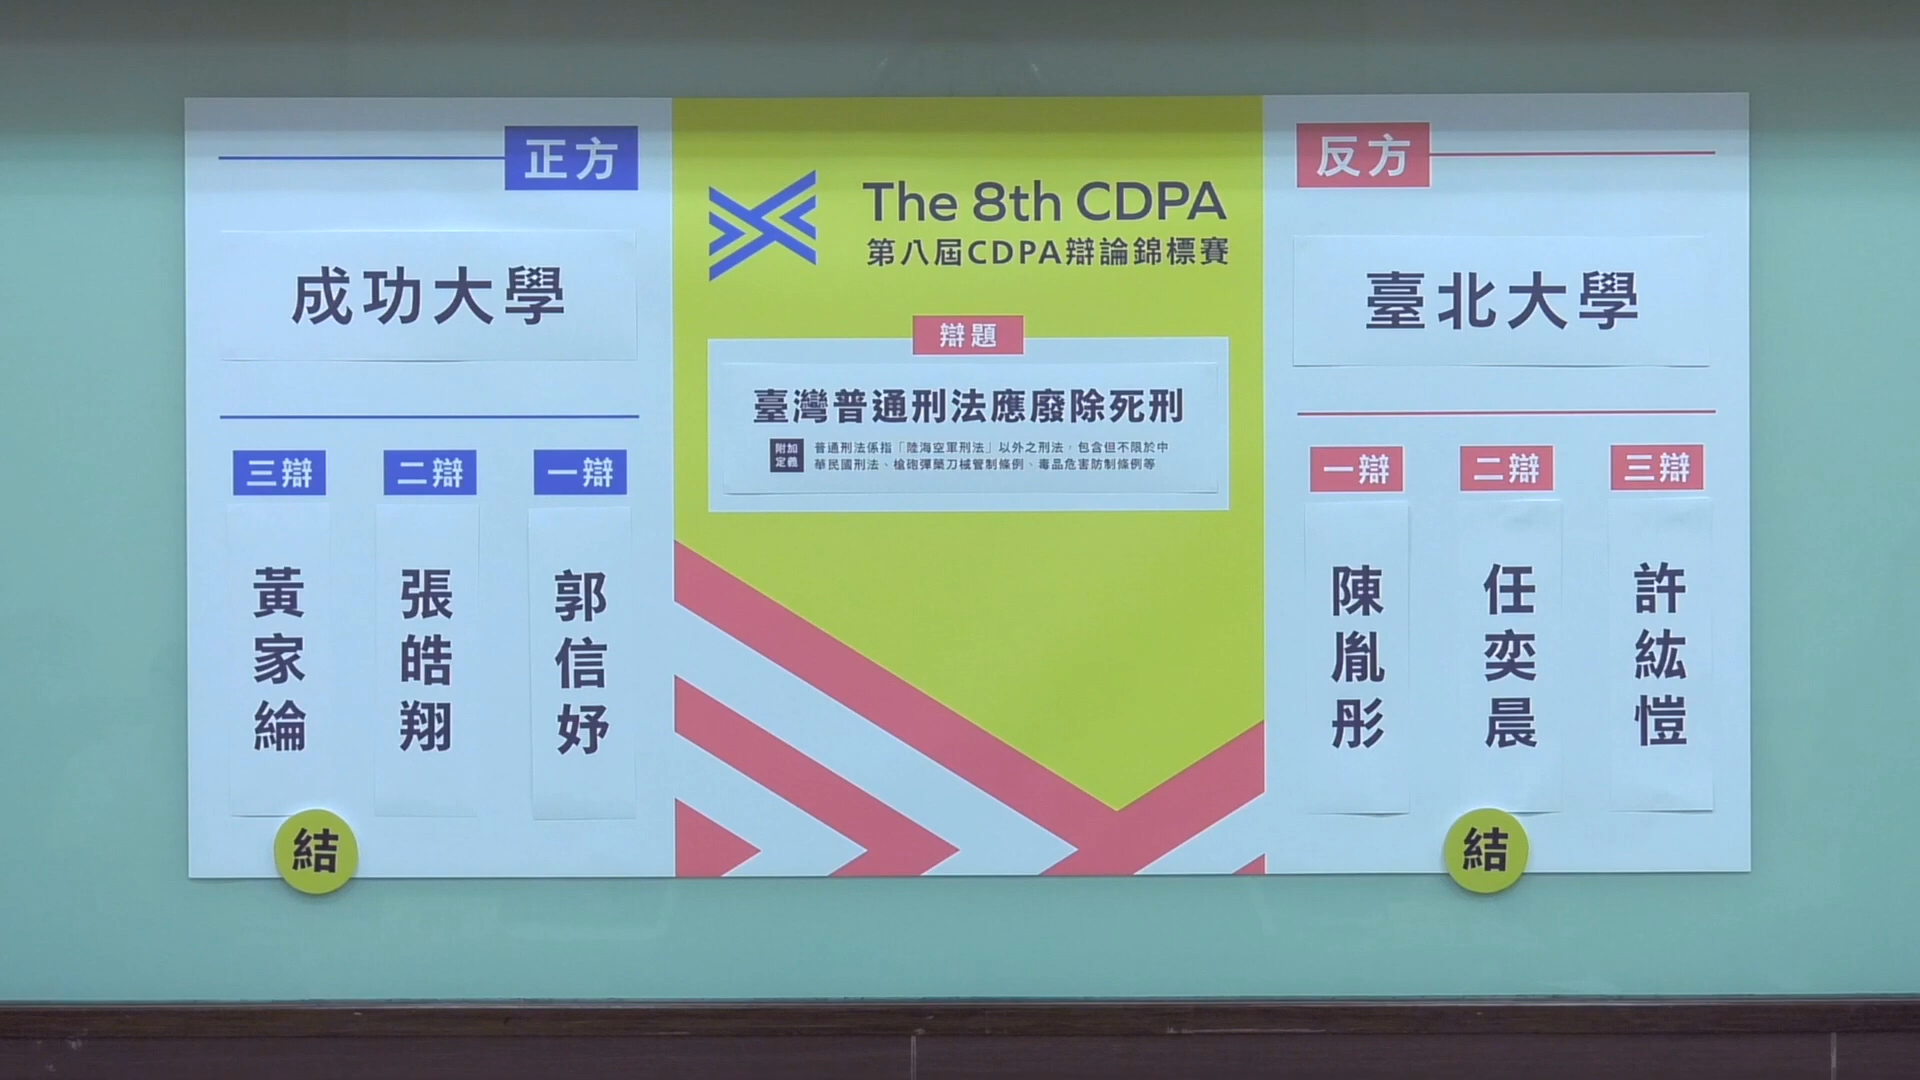 正方
成功大學
三辯
二辯
一辯
黃家綸
張皓翔
郭信妤
結
The 8th CDPA
第八屆CDPA辯論錦標賽
辯題
臺灣普通刑法應廢除死刑
附加
定義
普通刑法係指「陸海空軍刑法」以外之刑法，包含但不限於中
華民國刑法、槍砲彈藥刀械管制條例、毒品危害防制條例等
反方
臺北大學
一辯
二辯
三辯
陳胤彤
任奕晨
許紘愷
結